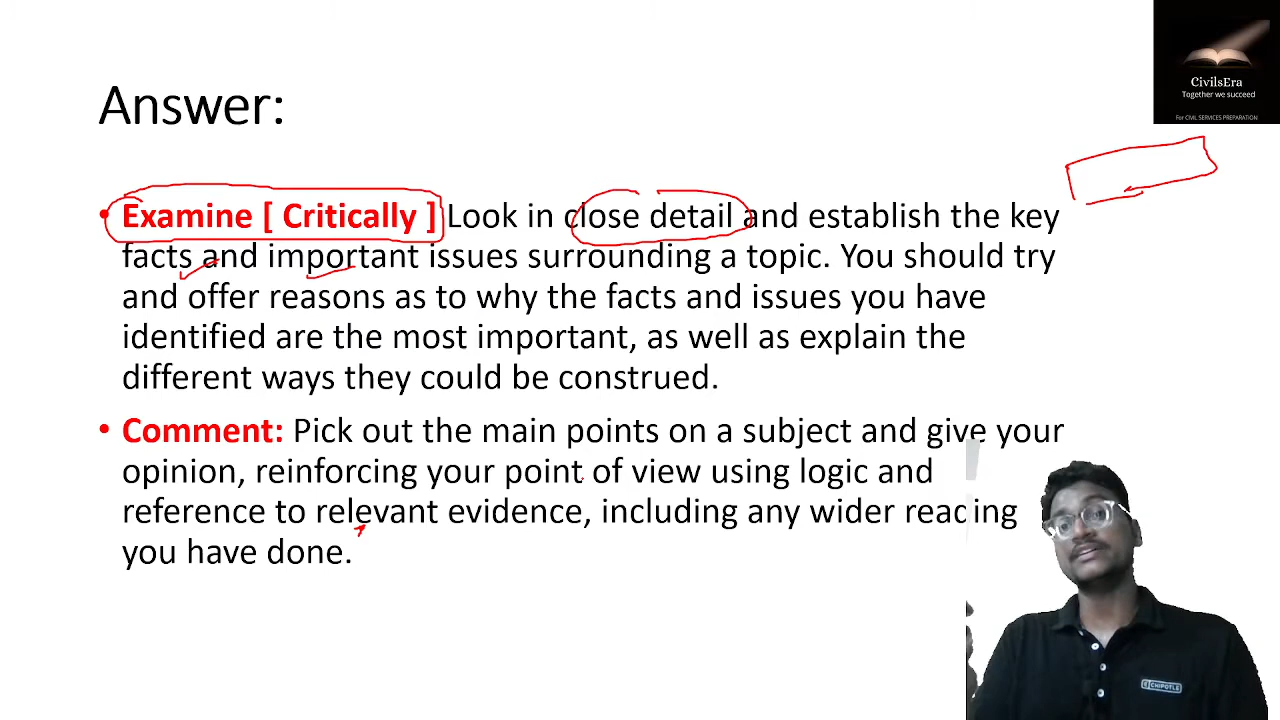 CivilsEra
Together we succeed
For CIVIL SERVICES PREPARATION
Answer:
• Examine [ Critically ] Look in close detail and establish the key
facts and important issues surrounding a topic. You should try
and offer reasons as to why the facts and issues you have
identified are the most important, as well as explain the
different ways they could be construed.
• Comment: Pick out the main points on a subject and give your
opinion, reinforcing your point of view using logic and
reference to relevant evidence, including any wider reading
you have done.
CHIPOTLE